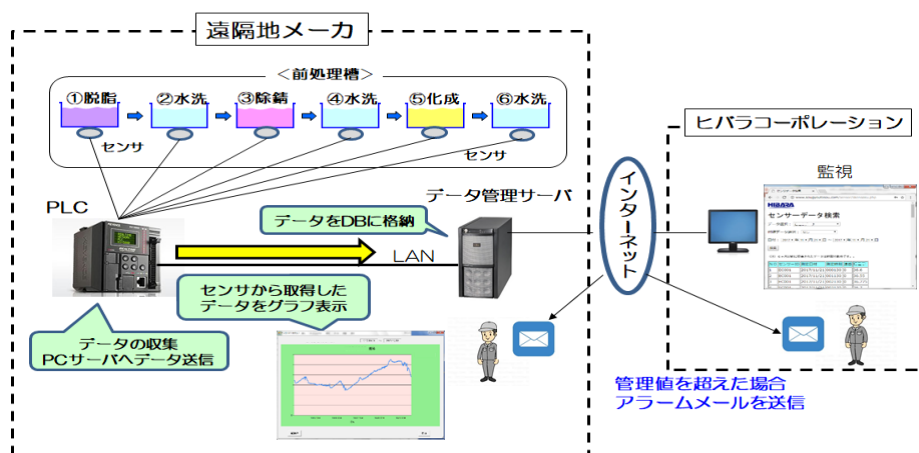 遠隔地メーカ
＜前処理槽＞
①脱脂
②水洗
③除錆
④水洗
⑤化成
⑥水洗
センサ
センサ
ヒバラコーポレーション
監視
HIBARA
センサーデータ検索
インターネット
データ管理サーバ
PLC
データをDBに格納
LAN
センサから取得した
データをグラフ表示
データの収集
PCサーバへデータ送信
管理値を超えた場合
アラームメールを送信